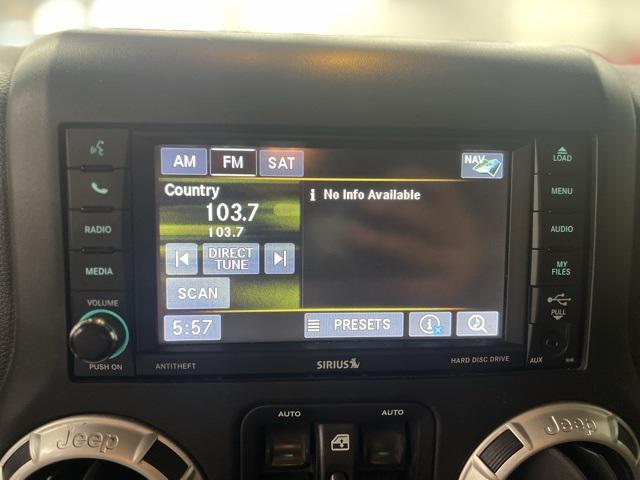 AM FM SAT NAV
Country
103.7
103.7
DIRECT
TUNE
SCAN
5:57
i No Info Available
PRESETS
RADIO
MEDIA
VOLUME
PUSH ON
ANTITHEFT
SIRIUS
HARD DISC DRIVE
LOAD
MENU
AUDIO
MY
FILES
PULL
AUX
AUTO AUTO
Jeep Jeep